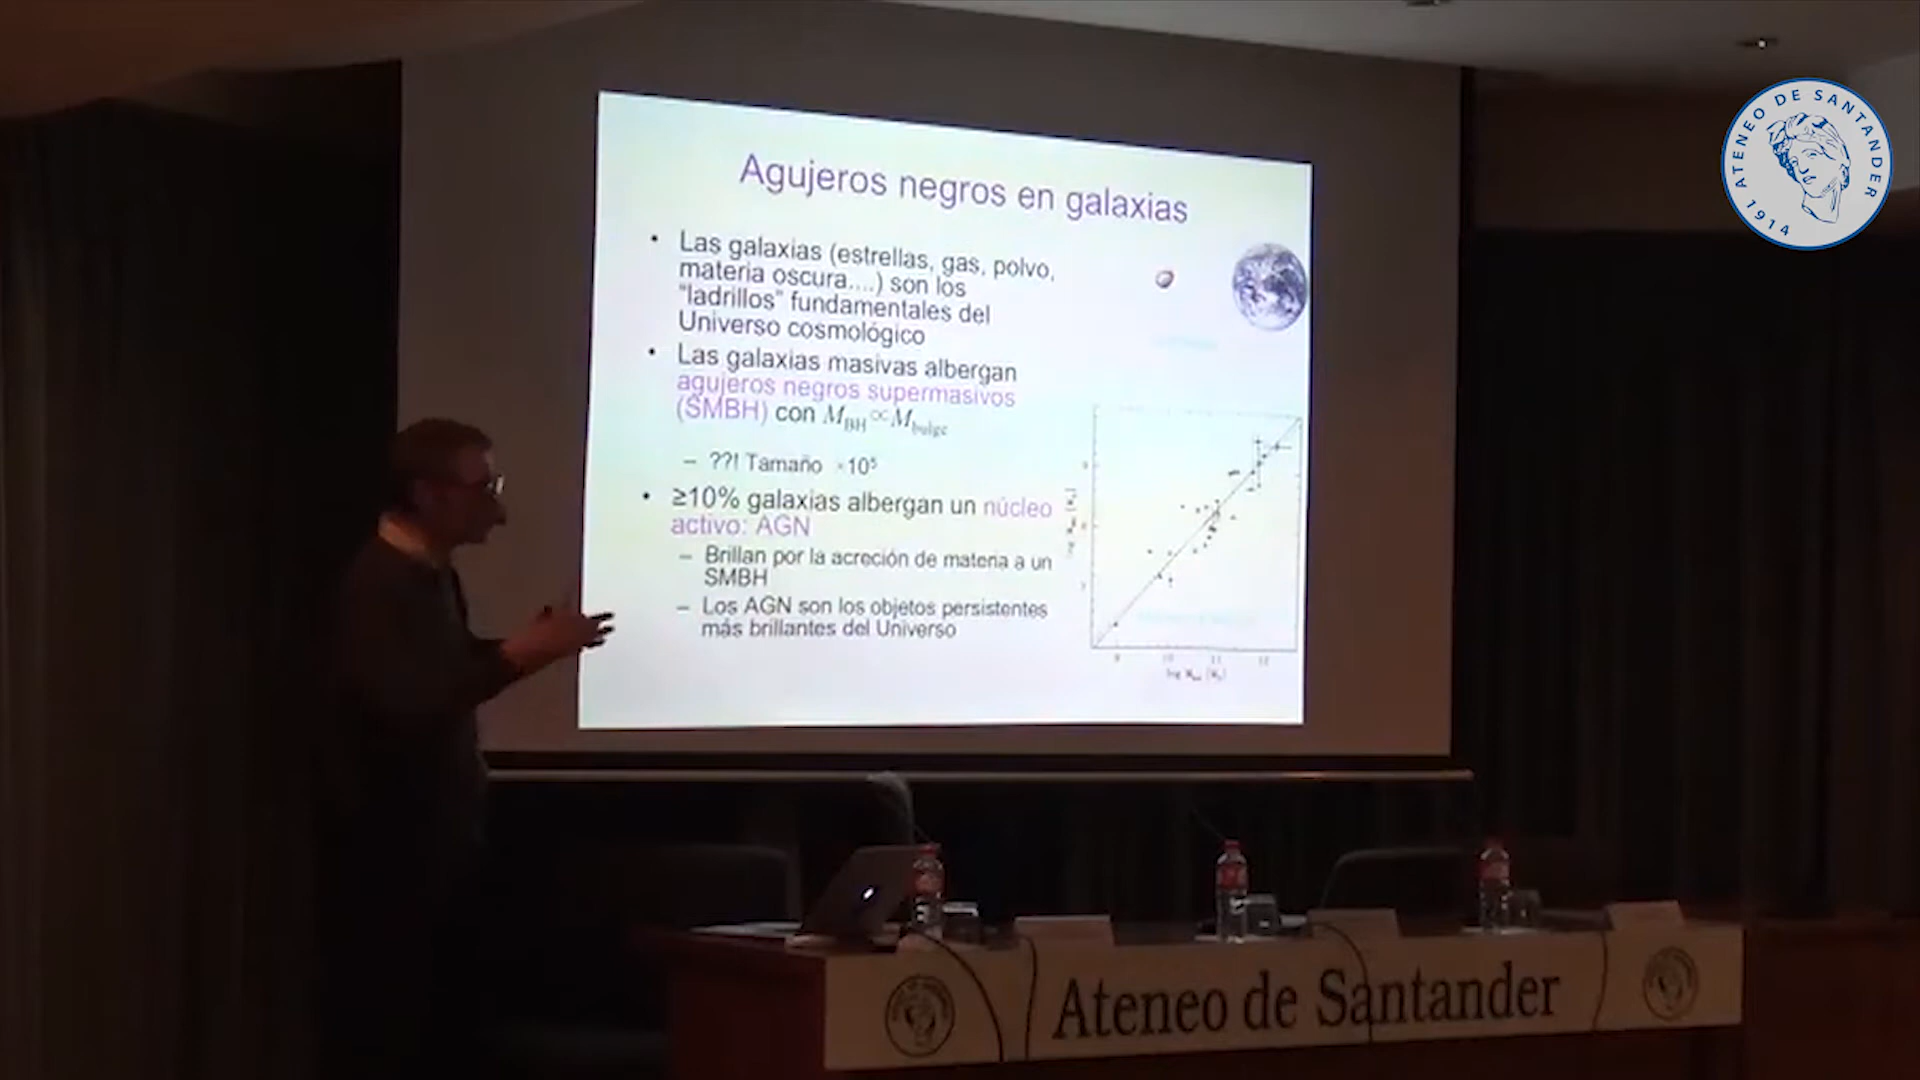 ATENEO DE SANTANDER
1914
Agujeros negros en galaxias
• Las galaxias (estrellas, gas, polvo,
materia oscura....) son los
"ladrillos" fundamentales del
Universo cosmológico
• Las galaxias masivas albergan
agujeros negros supermasivos
(SMBH) con M_BH ∝ M_bulge
– ??! Tamaño ×10⁵
• ≥10% galaxias albergan un núcleo
activo: AGN
– Brillan por la acreción de materia a un
SMBH
– Los AGN son los objetos persistentes
más brillantes del Universo
10 11 12
Ateneo de Santander